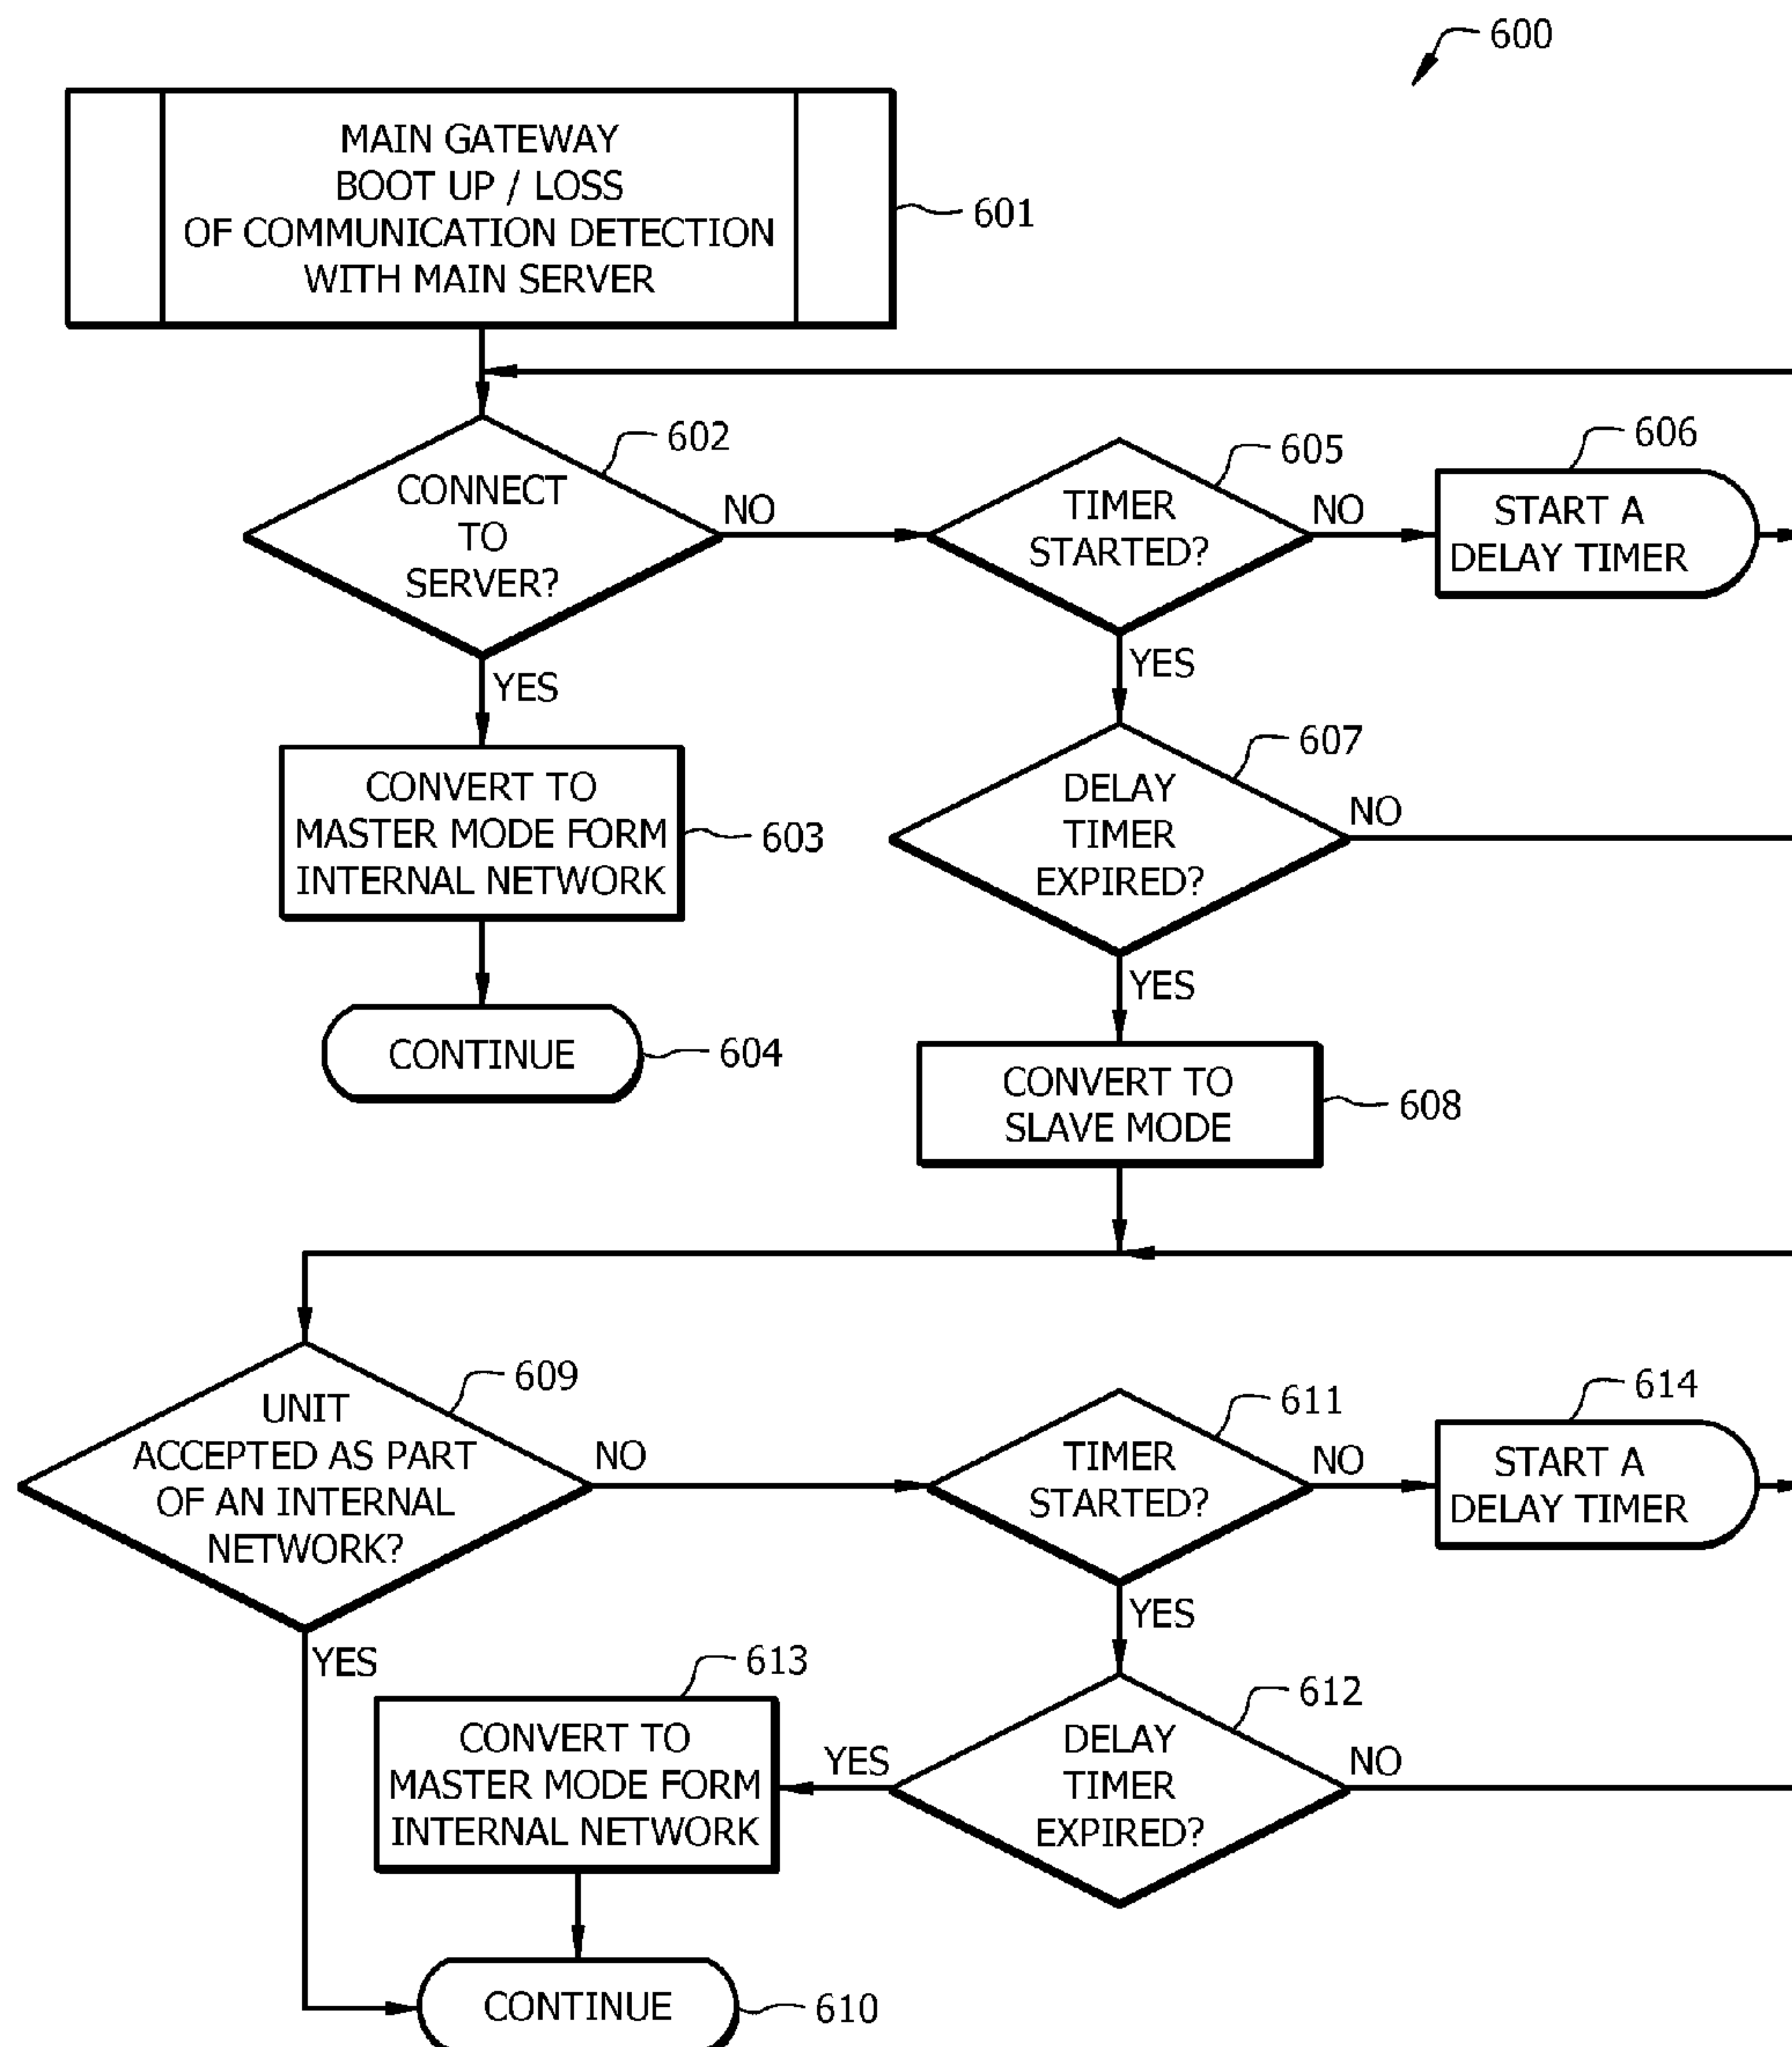 600
MAIN GATEWAY
BOOT UP / LOSS
OF COMMUNICATION DETECTION
WITH MAIN SERVER
601
602
CONNECT
TO
SERVER?
NO
YES
605
TIMER
STARTED?
NO
YES
606
START A
DELAY TIMER
CONVERT TO
MASTER MODE FORM
INTERNAL NETWORK
603
607
DELAY
TIMER
EXPIRED?
NO
YES
CONTINUE
604
CONVERT TO
SLAVE MODE
608
609
UNIT
ACCEPTED AS PART
OF AN INTERNAL
NETWORK?
NO
YES
611
TIMER
STARTED?
NO
YES
614
START A
DELAY TIMER
613
CONVERT TO
MASTER MODE FORM
INTERNAL NETWORK
YES
612
DELAY
TIMER
EXPIRED?
NO
CONTINUE
610